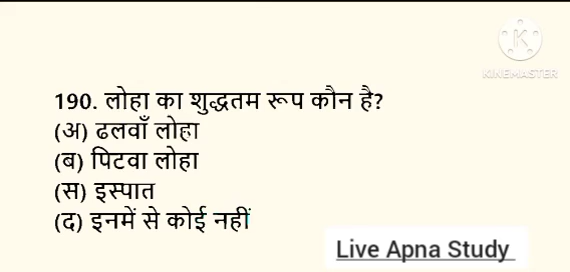 K
KINEMASTER
190. लोहा का शुद्धतम रूप कौन है?
(अ) ढलवाँ लोहा
(ब) पिटवा लोहा
(स) इस्पात
(द) इनमें से कोई नहीं
Live Apna Study